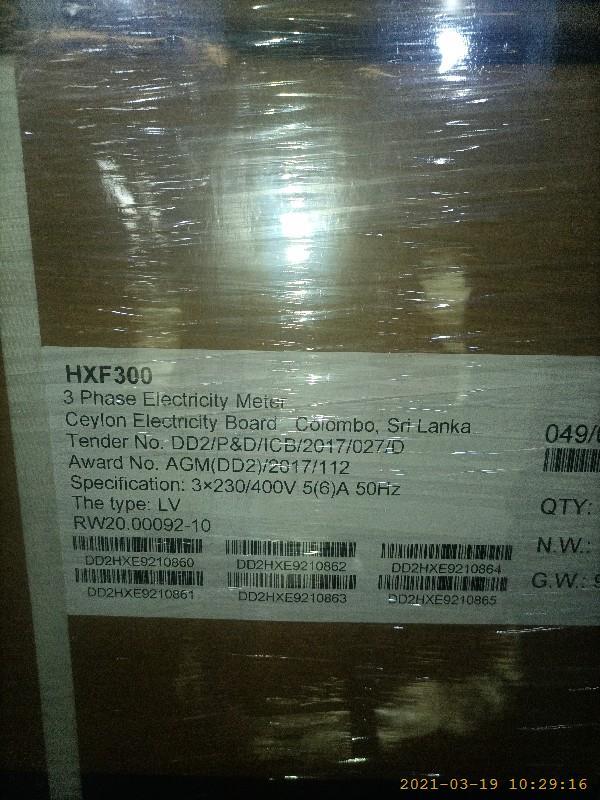 HXF300
3 Phase Electricity Meter
Ceylon Electricity Board Colombo, Sri Lanka
Tender No. DD2/P&D/ICB/2017/027/D
Award No. AGM(DD2)/2017/112
Specification: 3×230/400V 5(6)A 50Hz
The type: LV
RW20.00092-10
DD2HXE9210860 DD2HXE9210862 DD2HXE9210864
DD2HXE9210861 DD2HXE9210863 DD2HXE9210865
049/
QTY:
N.W.:
G.W.:
2021-03-19 10:29:16